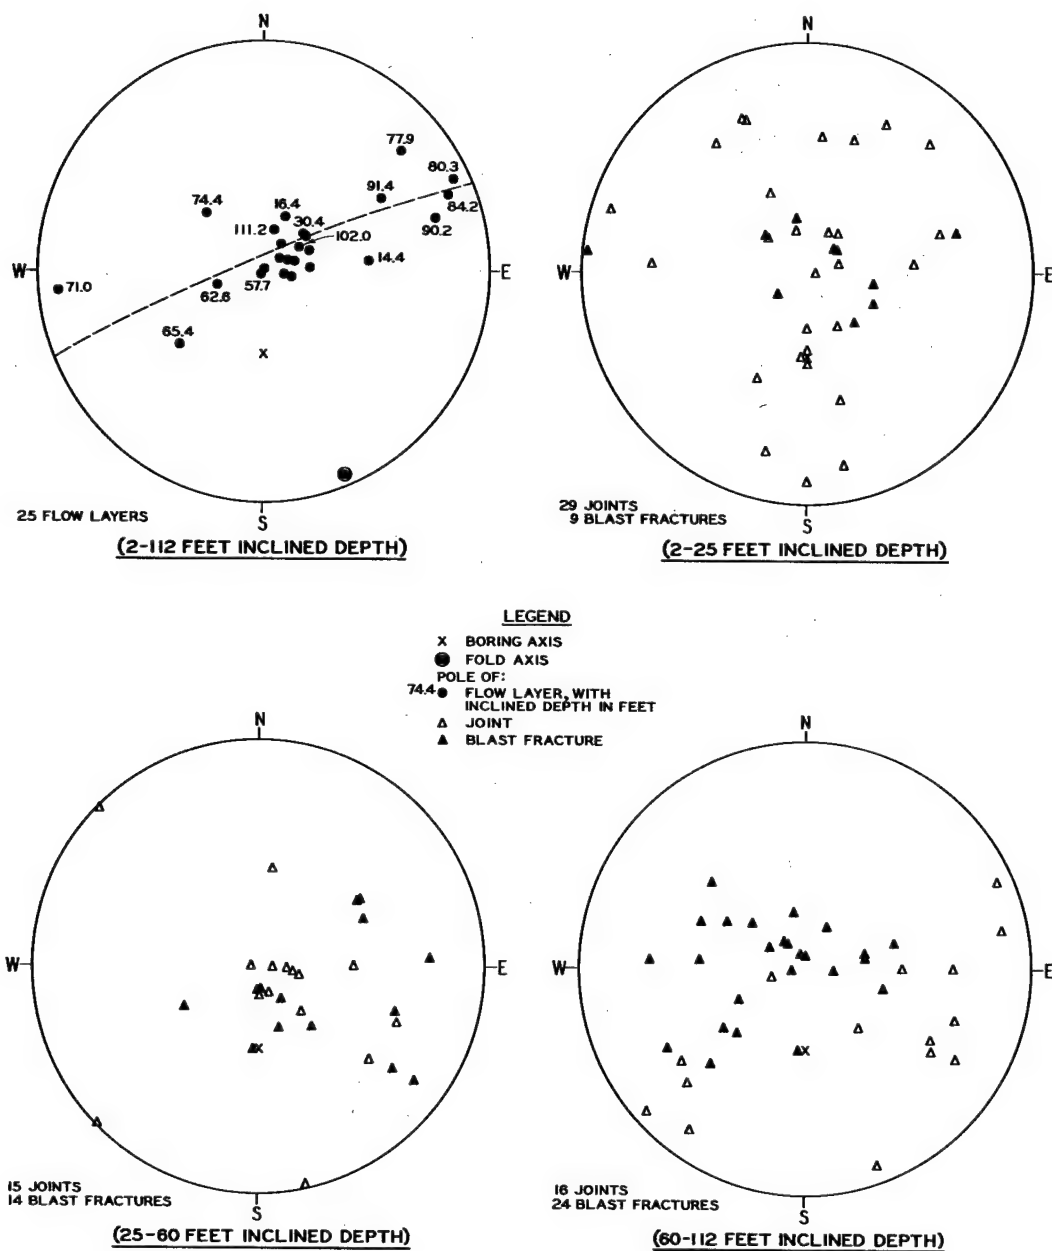 N
77.9
80.3
91.4
74.4
16.4
84.2
111.2
30.4
90.2
102.0
14.4
W
E
71.0
62.6
57.7
65.4
x
S
25 FLOW LAYERS
(2-112 FEET INCLINED DEPTH)
N
W
E
S
29 JOINTS
9 BLAST FRACTURES
(2-25 FEET INCLINED DEPTH)
LEGEND
x BORING AXIS
FOLD AXIS
POLE OF:
74.4 FLOW LAYER, WITH
INCLINED DEPTH IN FEET
JOINT
BLAST FRACTURE
N
W
E
x
S
15 JOINTS
14 BLAST FRACTURES
(25-60 FEET INCLINED DEPTH)
N
W
E
x
S
16 JOINTS
24 BLAST FRACTURES
(60-112 FEET INCLINED DEPTH)